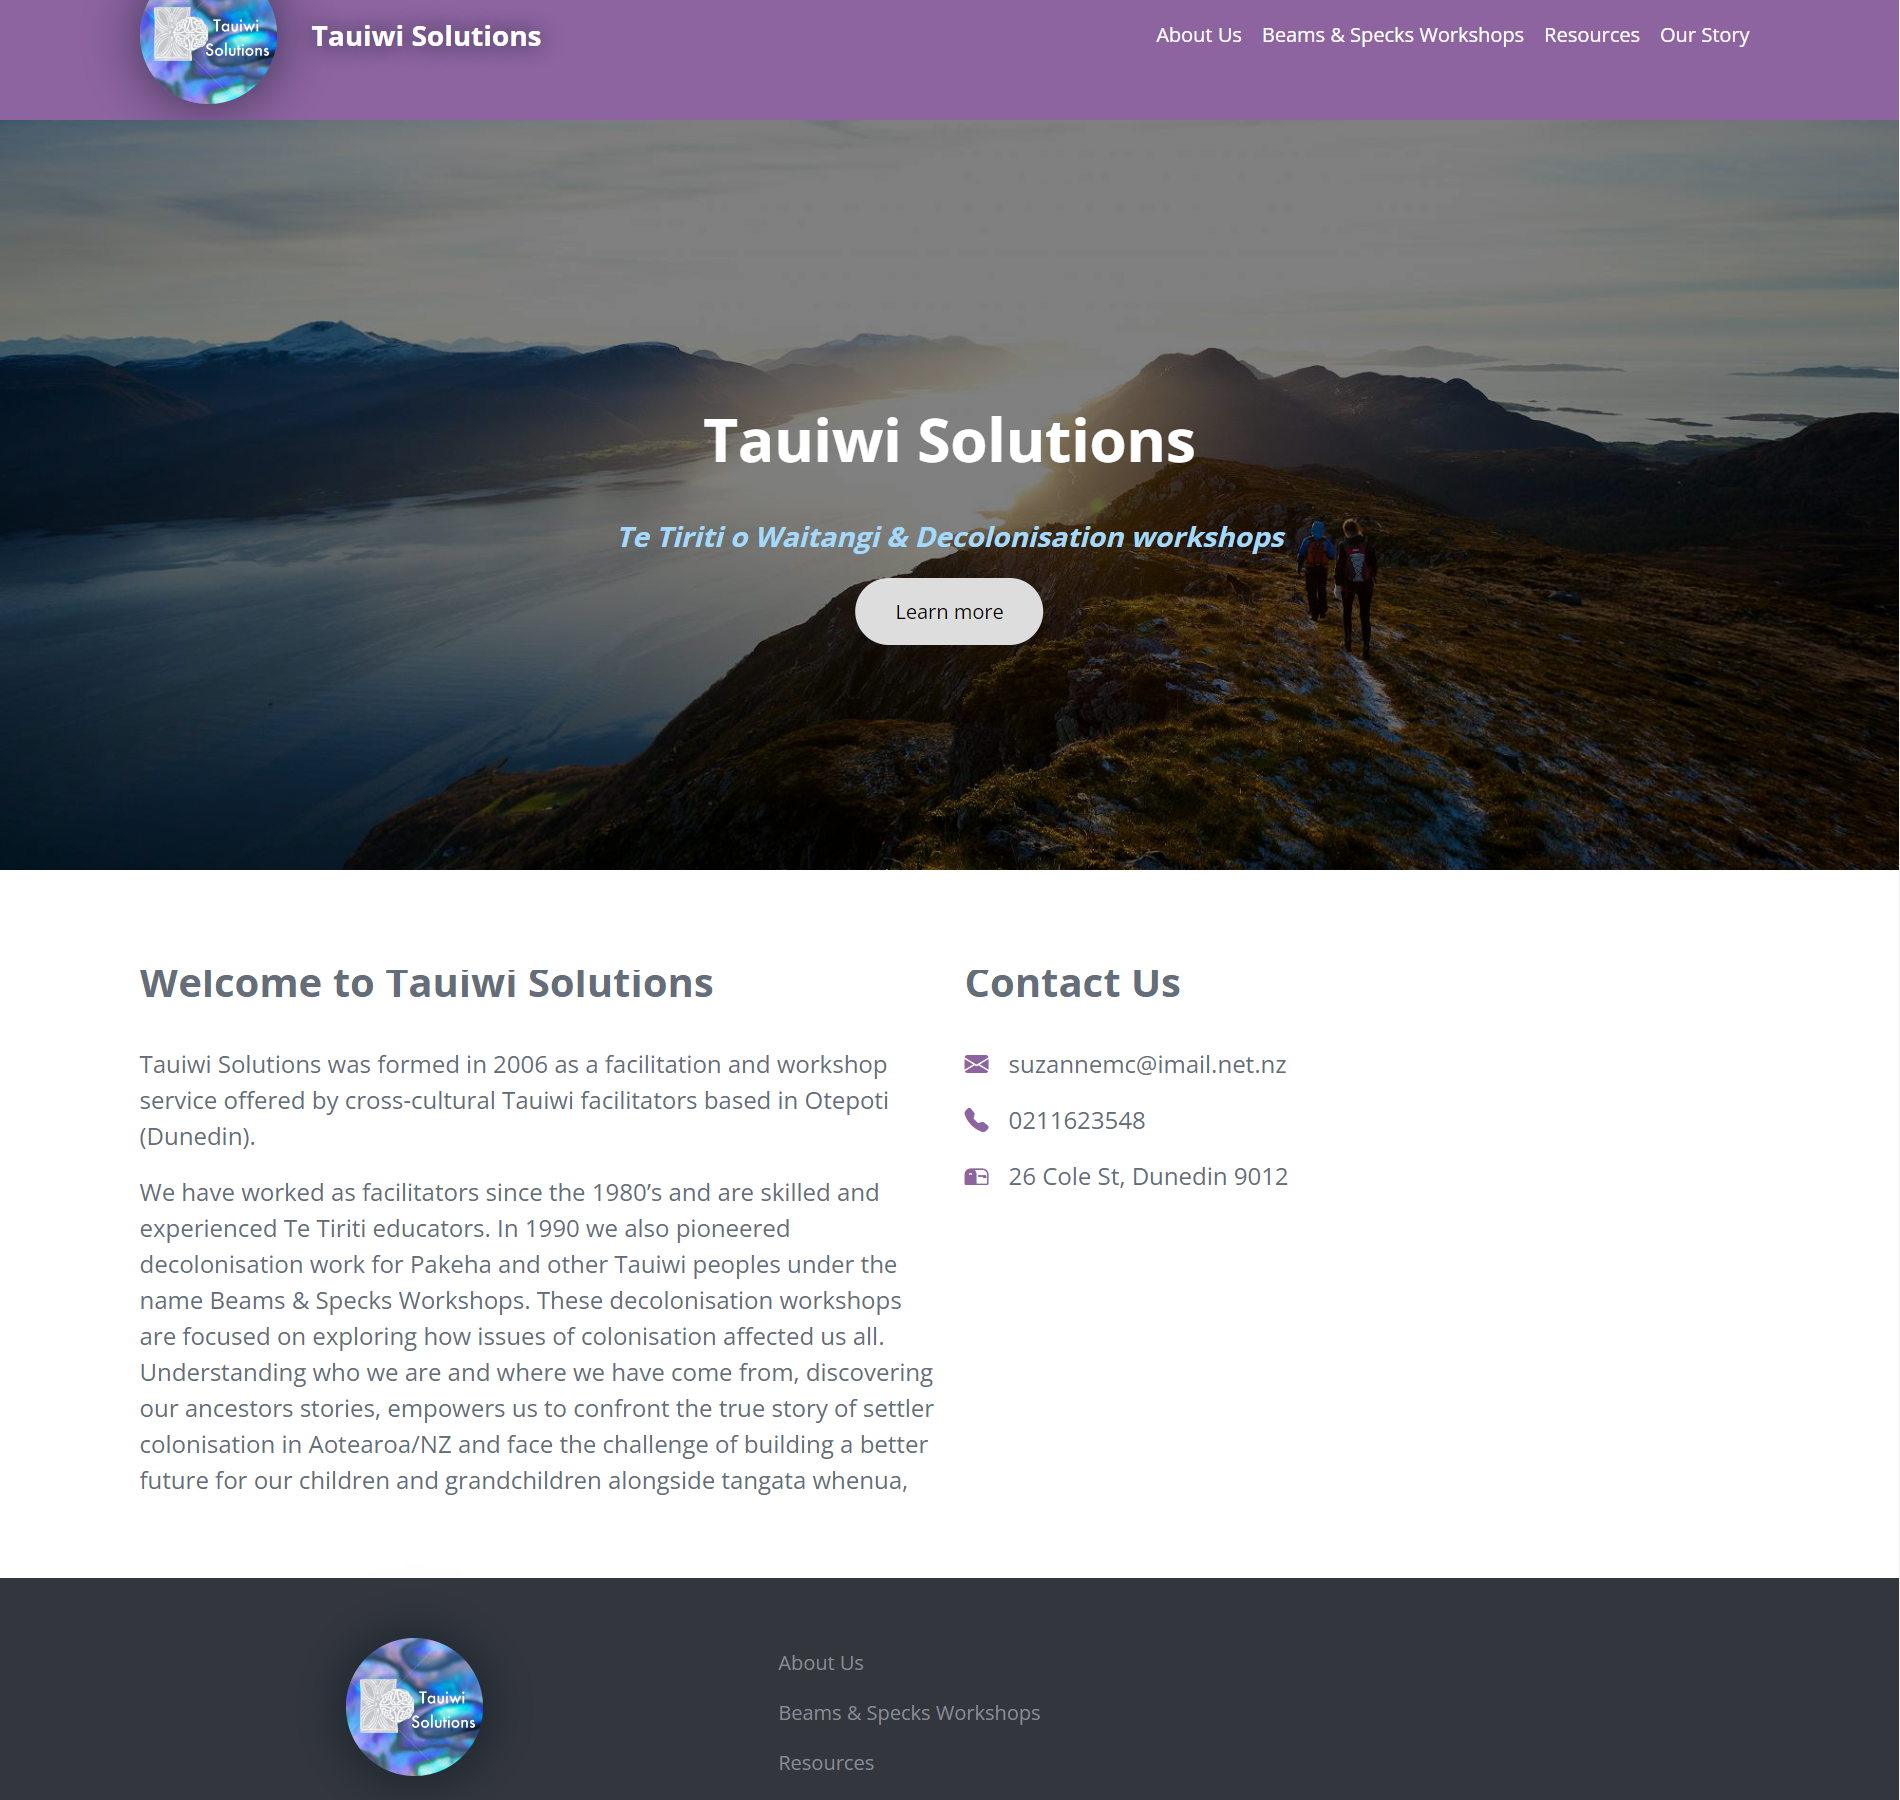 Tauiwi
Solutions
Tauiwi Solutions
About Us
Beams & Specks Workshops
Resources
Our Story
Tauiwi Solutions
Te Tiriti o Waitangi & Decolonisation workshops
Learn more
Welcome to Tauiwi Solutions
Tauiwi Solutions was formed in 2006 as a facilitation and workshop
service offered by cross-cultural Tauiwi facilitators based in Otepoti
(Dunedin).
We have worked as facilitators since the 1980’s and are skilled and
experienced Te Tiriti educators. In 1990 we also pioneered
decolonisation work for Pakeha and other Tauiwi peoples under the
name Beams & Specks Workshops. These decolonisation workshops
are focused on exploring how issues of colonisation affected us all.
Understanding who we are and where we have come from, discovering
our ancestors stories, empowers us to confront the true story of settler
colonisation in Aotearoa/NZ and face the challenge of building a better
future for our children and grandchildren alongside tangata whenua,
Contact Us
suzannemc@imail.net.nz
0211623548
26 Cole St, Dunedin 9012
Tauiwi
Solutions
About Us
Beams & Specks Workshops
Resources